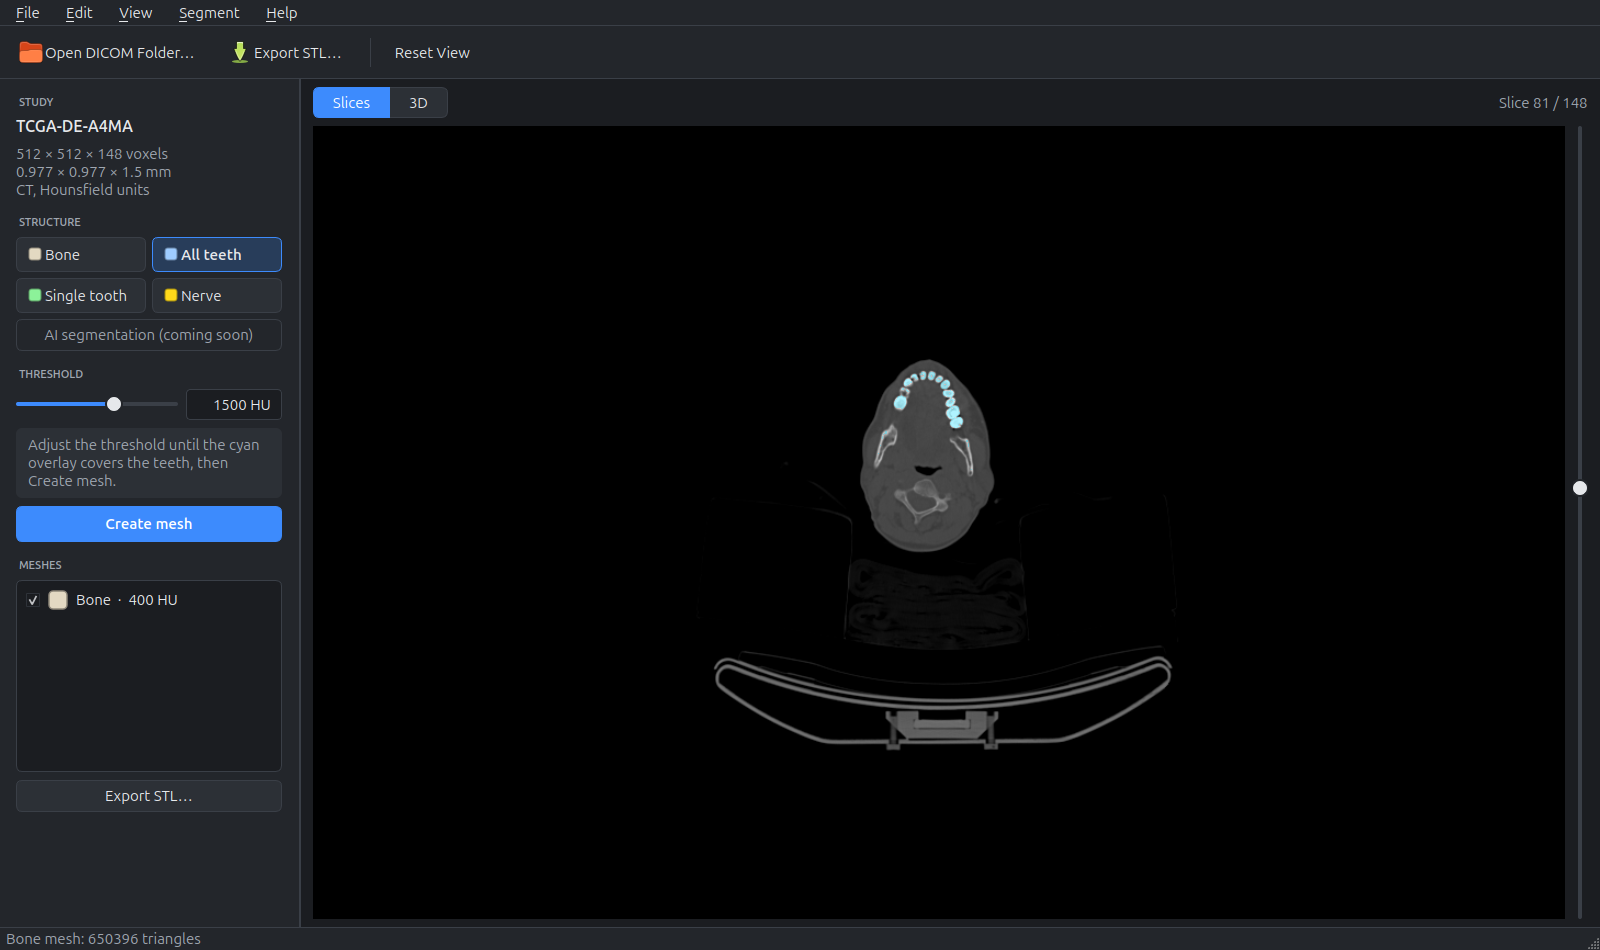 File Edit View Segment Help
Open DICOM Folder... Export STL... Reset View
STUDY
TCGA-DE-A4MA
512 × 512 × 148 voxels
0.977 × 0.977 × 1.5 mm
CT, Hounsfield units
STRUCTURE
Bone All teeth
Single tooth Nerve
AI segmentation (coming soon)
THRESHOLD
1500 HU
Adjust the threshold until the cyan
overlay covers the teeth, then
Create mesh.
Create mesh
MESHES
Bone · 400 HU
Export STL...
Slices 3D
Slice 81 / 148
Bone mesh: 650396 triangles